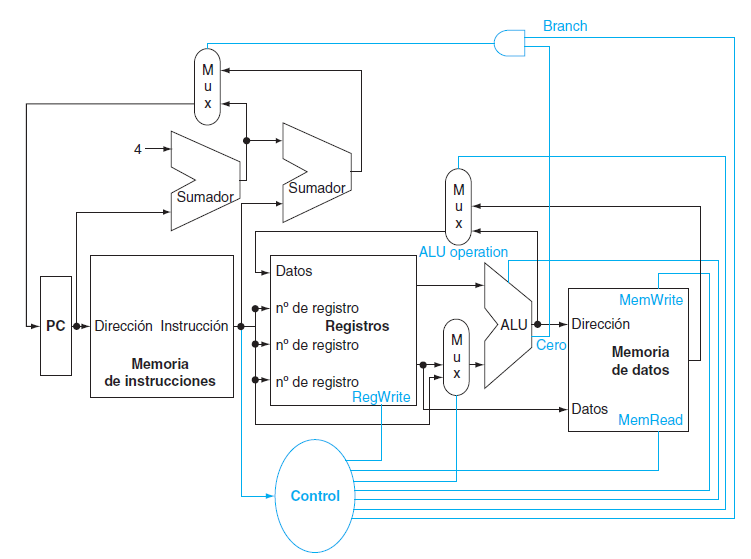 Branch
M
u
x
4
Sumador
Sumador
M
u
x
ALU operation
Datos
PC
Dirección Instrucción
Memoria
de instrucciones
nº de registro
Registros
nº de registro
nº de registro
RegWrite
M
u
x
ALU
Cero
MemWrite
Dirección
Memoria
de datos
Datos
MemRead
Control